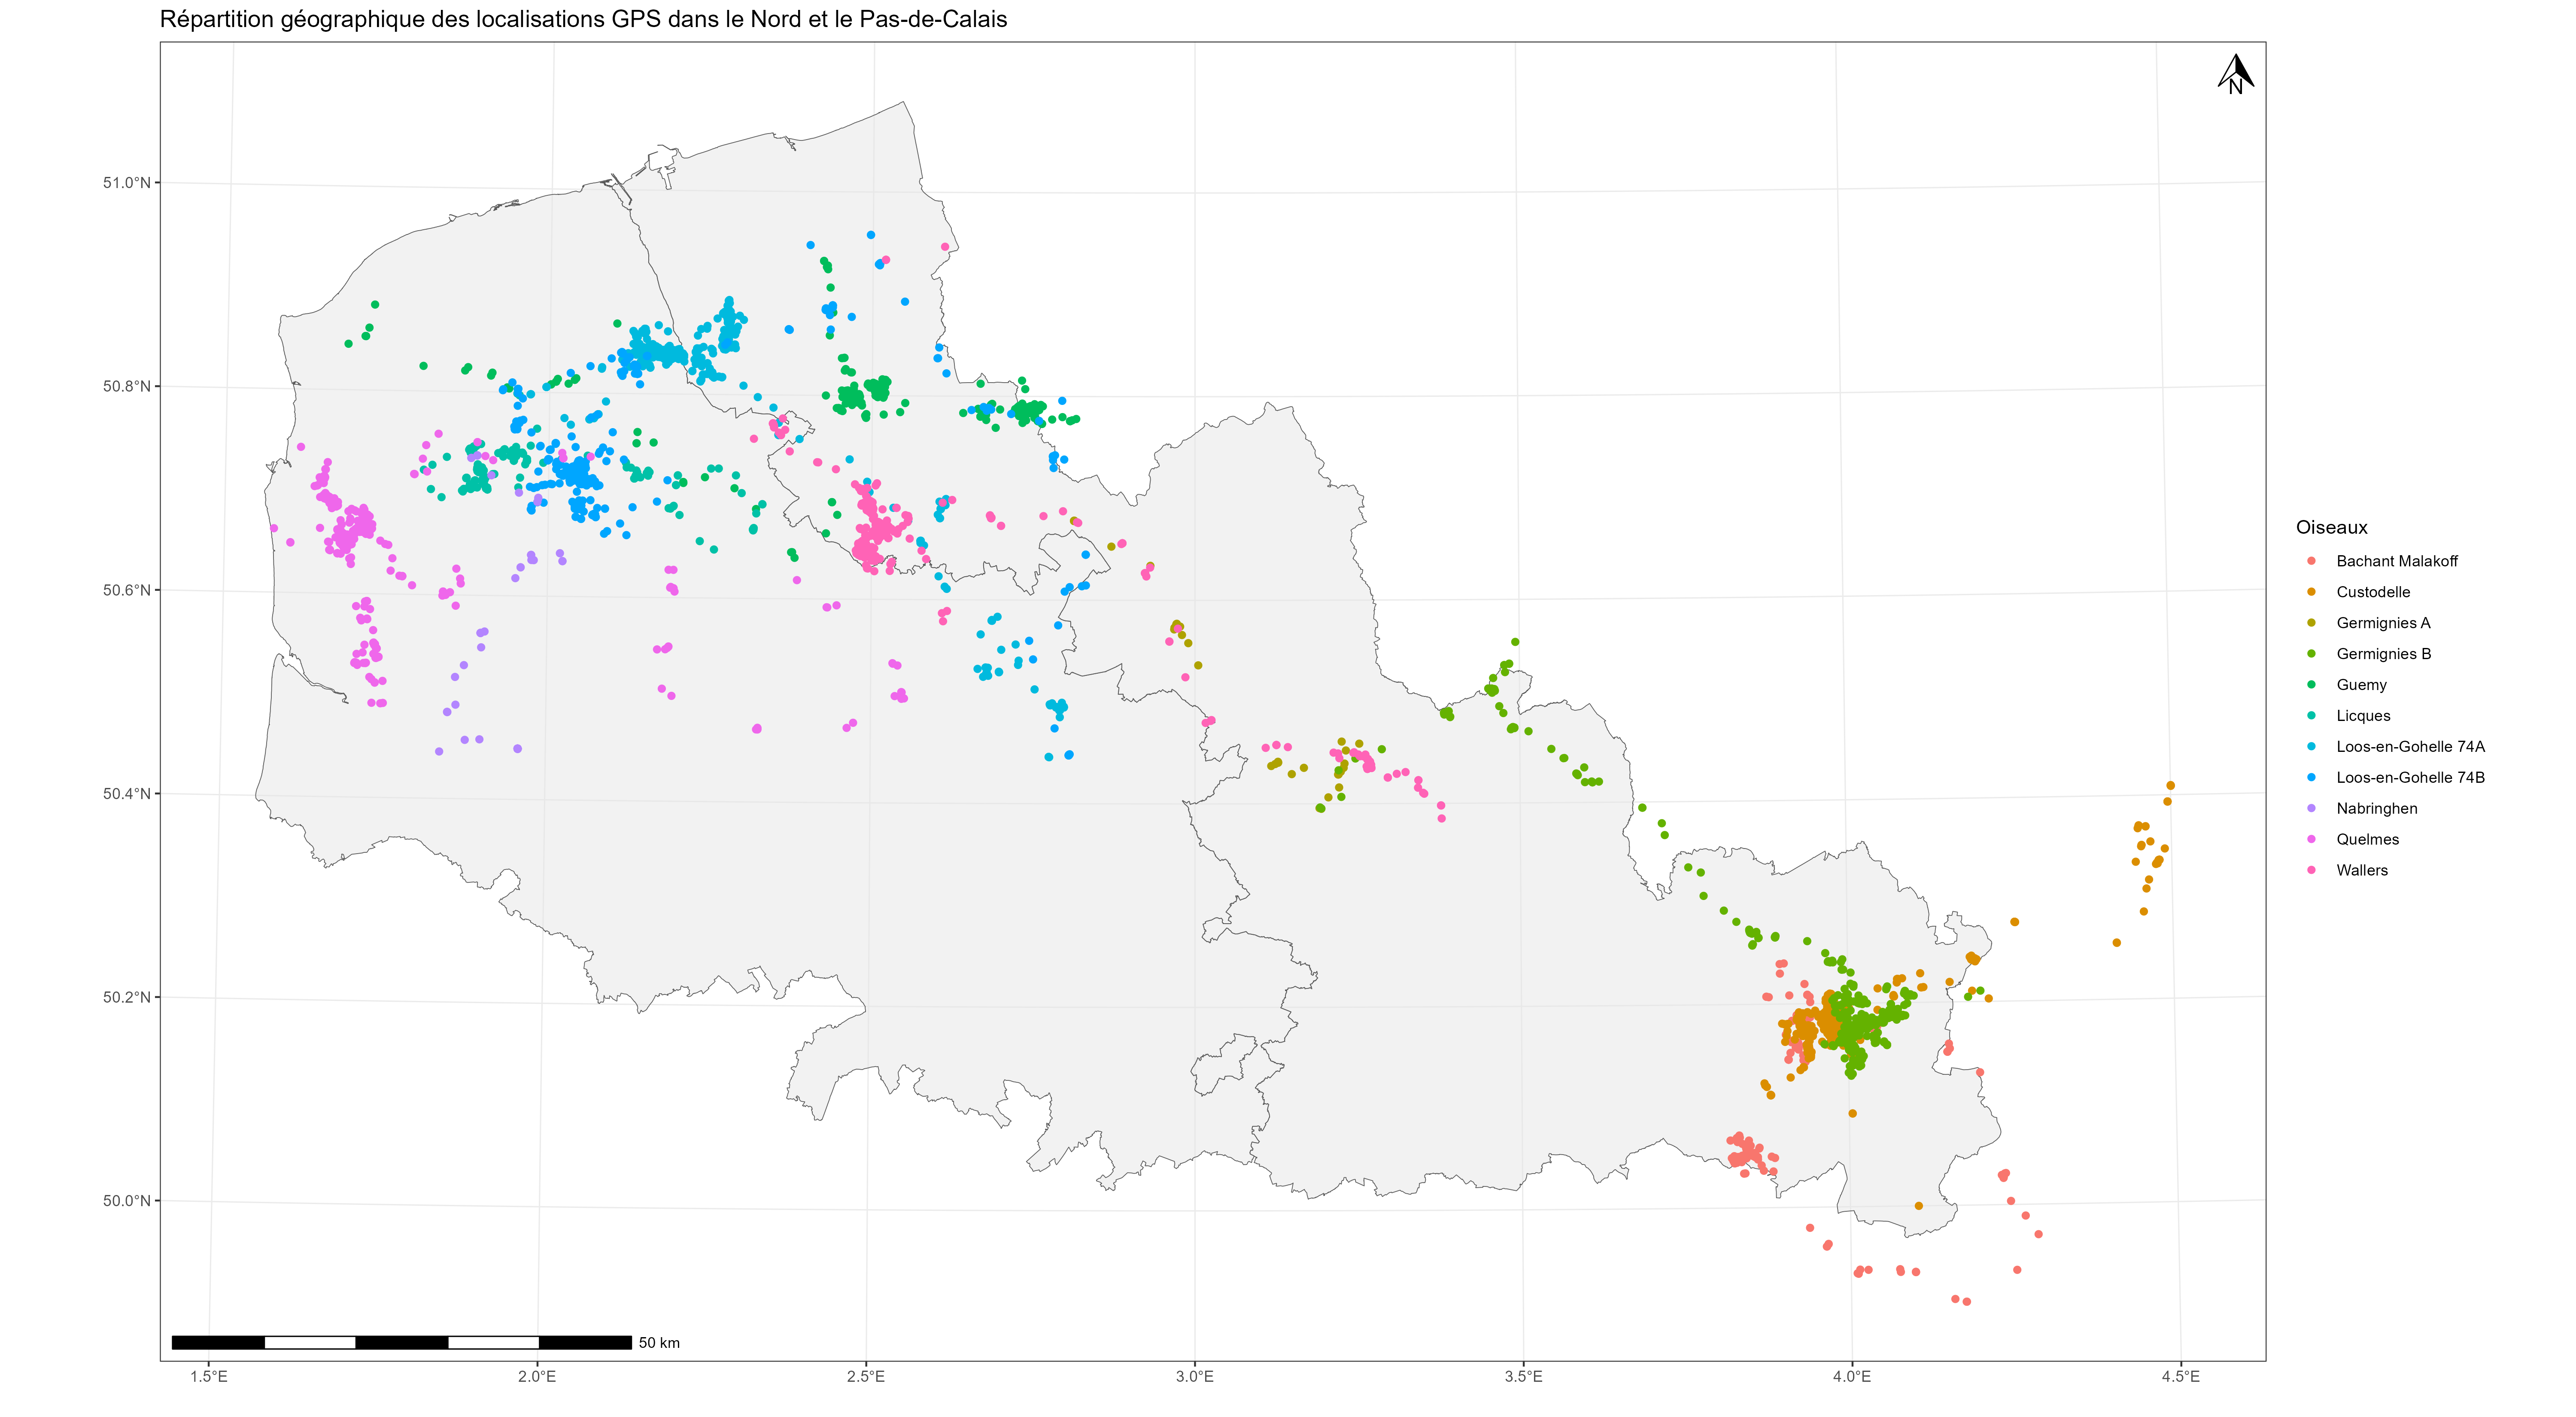 Répartition géographique des localisations GPS dans le Nord et le Pas-de-Calais
N
51.0°N
50.8°N
50.6°N
50.4°N
50.2°N
50.0°N
50 km
1.5°E
2.0°E
2.5°E
3.0°E
3.5°E
4.0°E
4.5°E
Oiseaux
Bachant Malakoff
Custodelle
Germignies A
Germignies B
Guemy
Licques
Loos-en-Gohelle 74A
Loos-en-Gohelle 74B
Nabringhen
Quelmes
Wallers